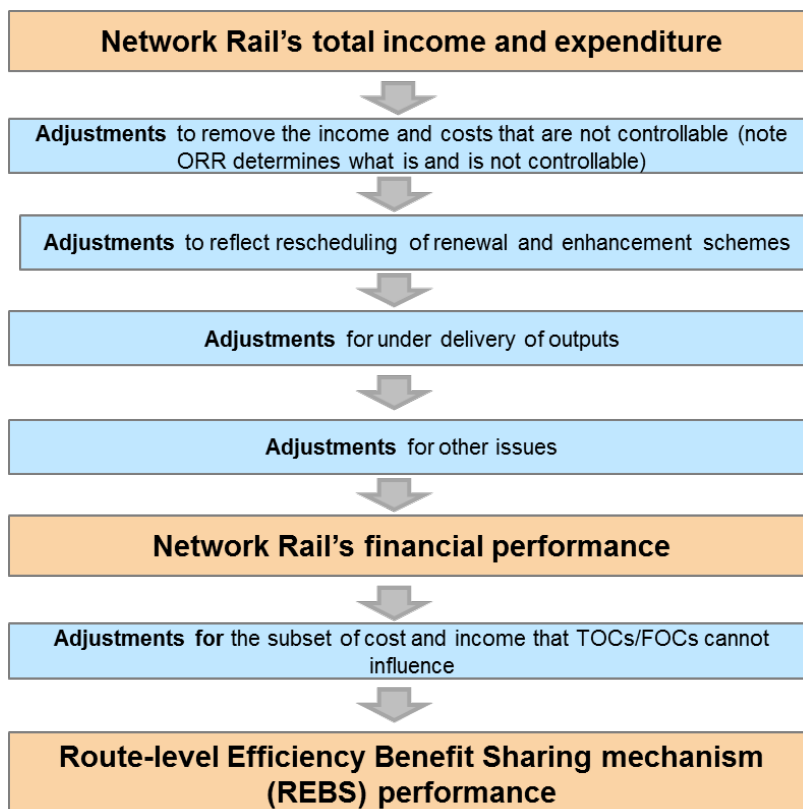 Network Rail's total income and expenditure
Adjustments to remove the income and costs that are not controllable (note
ORR determines what is and is not controllable)
Adjustments to reflect rescheduling of renewal and enhancement schemes
Adjustments for under delivery of outputs
Adjustments for other issues
Network Rail's financial performance
Adjustments for the subset of cost and income that TOCs/FOCs cannot
influence
Route-level Efficiency Benefit Sharing mechanism
(REBS) performance